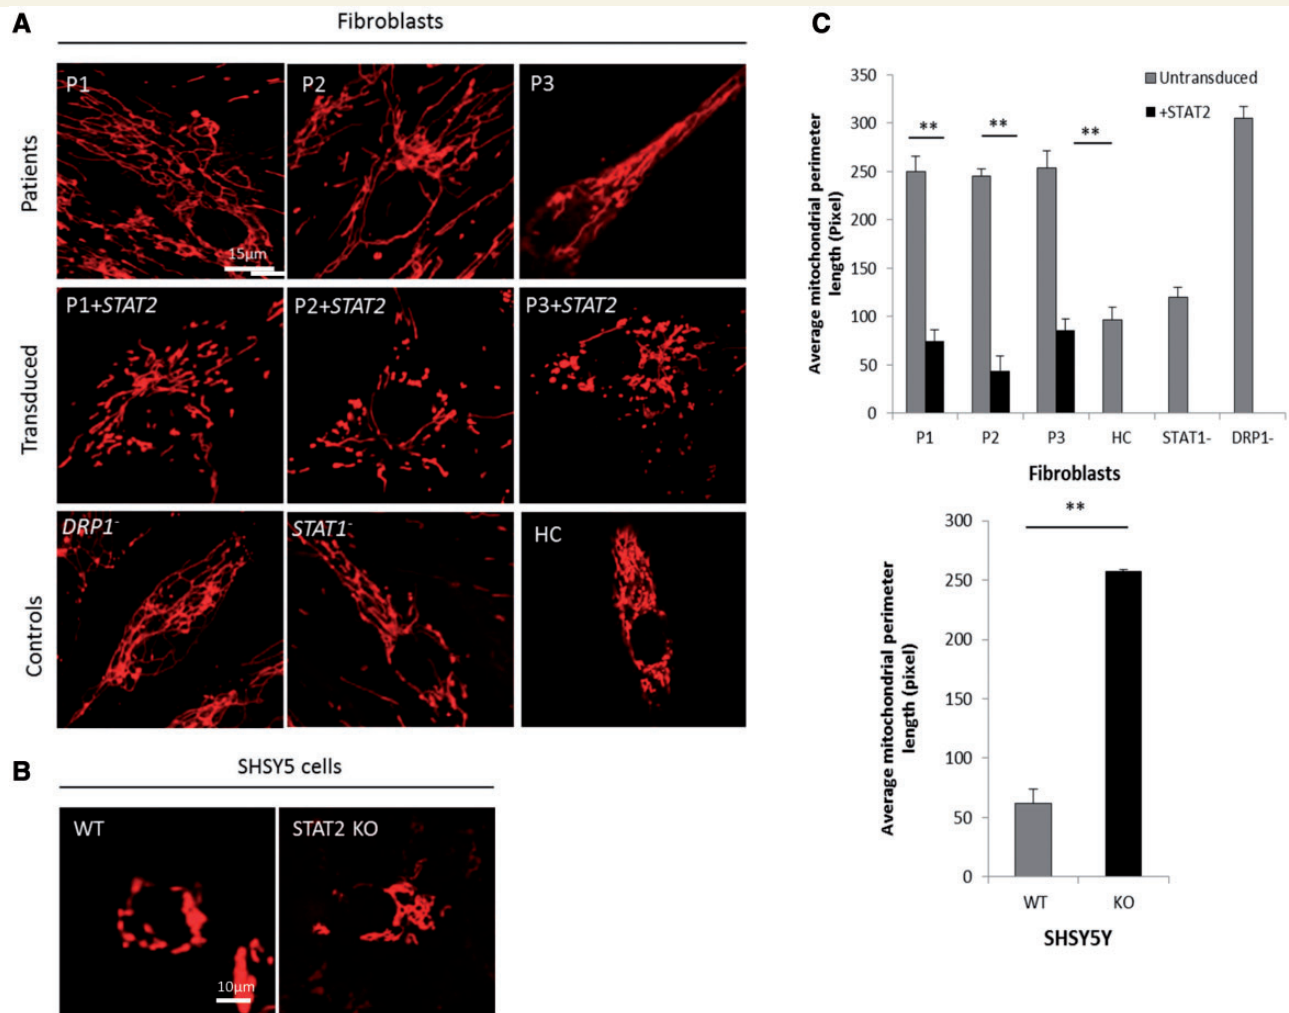 A
Fibroblasts
Patients
P1
15μm
P2
P3
Transduced
P1+STAT2
P2+STAT2
P3+STAT2
Controls
DRP1-
STAT1-
HC
B
SHSY5 cells
WT
10μm
STAT2 KO
C
Average mitochondrial perimeter
length (Pixel)
350
300
250
200
150
100
50
0
Untransduced
+STAT2
**
**
**
P1
P2
P3
HC
STAT1-
DRP1-
Fibroblasts
Average mitochondrial perimeter
length (pixel)
300
250
200
150
100
50
0
**
WT
KO
SHSY5Y